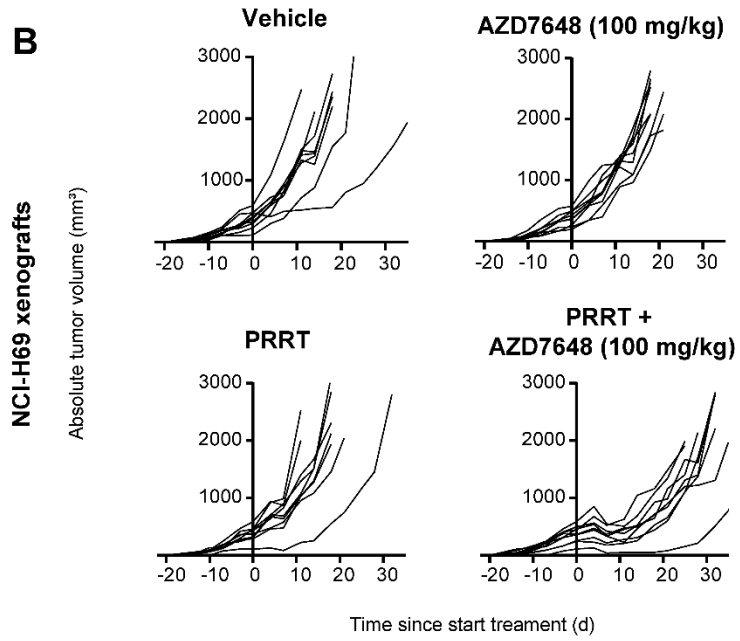 B
Vehicle
AZD7648 (100 mg/kg)
3000
2000
1000
-20 -10 0 10 20 30
3000
2000
1000
-20 -10 0 10 20 30
NCI-H69 xenografts
Absolute tumor volume (mm³)
PRRT
PRRT +
AZD7648 (100 mg/kg)
3000
2000
1000
-20 -10 0 10 20 30
3000
2000
1000
-20 -10 0 10 20 30
Time since start treament (d)